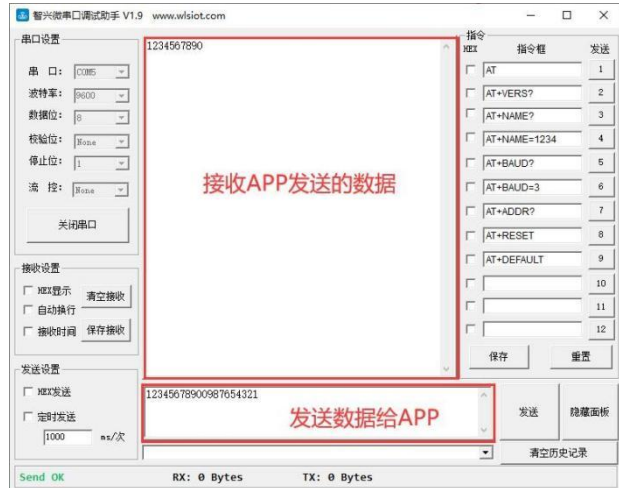 智兴微串口调试助手 V1.9 www.wlsiot.com
串口设置
串 口: COM5
波特率: 9600
数据位: 8
校验位: None
停止位: 1
流 控: None
关闭串口
接收设置
HEX显示
清空接收
自动换行
接收时间
保存接收
发送设置
HEX发送
定时发送
1000 ms/次
1234567890
接收APP发送的数据
12345678900987654321
发送数据给APP
指令
HEX 指令框 发送
AT 1
AT+VERS? 2
AT+NAME? 3
AT+NAME=1234 4
AT+BAUD? 5
AT+BAUD=3 6
AT+ADDR? 7
AT+RESET 8
AT+DEFAULT 9
10
11
12
保存 重置
发送 隐藏面板
清空历史记录
Send OK RX: 0 Bytes TX: 0 Bytes